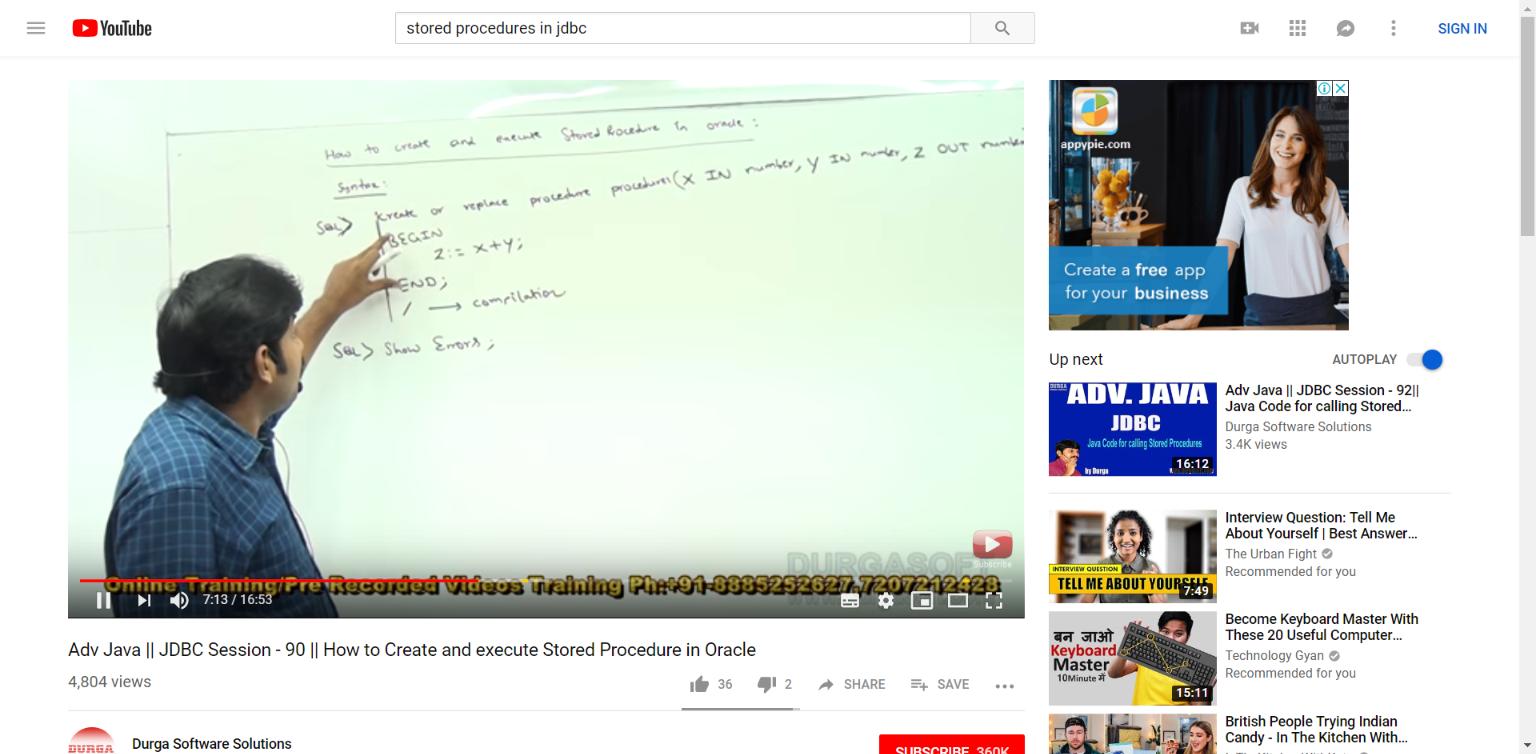 YouTube
stored procedures in jdbc
SIGN IN
How to create and execute Stored Procedure In oracle :
Syntax:
SQL> create or replace procedure procedure1(X IN number, Y IN number, Z OUT number
BEGIN
Z:= X+Y;
END;
/ → compilation
SQL> Show Errors;
DURGASOF
Subscribe
Online Training/Pre Recorded Videos Training Ph:+91-8885252627,7207212428
7:13 / 16:53
Adv Java || JDBC Session - 90 || How to Create and execute Stored Procedure in Oracle
4,804 views
36
2
SHARE
SAVE
DURGA
Durga Software Solutions
SUBSCRIBE 360K
appypie.com
Create a free app
for your business
Up next
AUTOPLAY
ADV. JAVA
JDBC
Java Code for calling Stored Procedures
by Durga
16:12
Adv Java || JDBC Session - 92||
Java Code for calling Stored...
Durga Software Solutions
3.4K views
INTERVIEW QUESTION
TELL ME ABOUT YOURSELF
7:49
Interview Question: Tell Me
About Yourself | Best Answer...
The Urban Fight
Recommended for you
बन जाओ
Keyboard
Master
10Minute में
15:11
Become Keyboard Master With
These 20 Useful Computer...
Technology Gyan
Recommended for you
British People Trying Indian
Candy - In The Kitchen With...